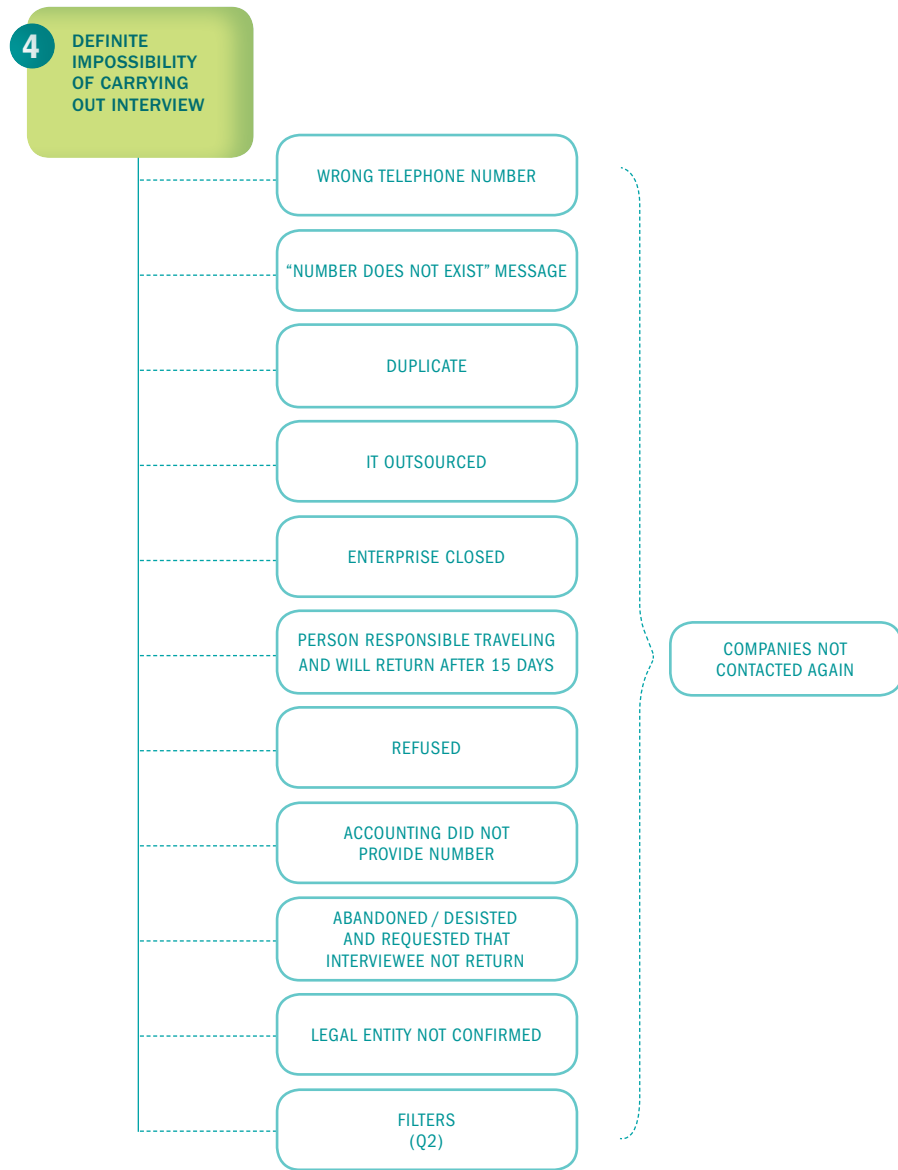 4
DEFINITE
IMPOSSIBILITY
OF CARRYING
OUT INTERVIEW
WRONG TELEPHONE NUMBER
“NUMBER DOES NOT EXIST” MESSAGE
DUPLICATE
IT OUTSOURCED
ENTERPRISE CLOSED
PERSON RESPONSIBLE TRAVELING
AND WILL RETURN AFTER 15 DAYS
COMPANIES NOT
CONTACTED AGAIN
REFUSED
ACCOUNTING DID NOT
PROVIDE NUMBER
ABANDONED / DESISTED
AND REQUESTED THAT
INTERVIEWEE NOT RETURN
LEGAL ENTITY NOT CONFIRMED
FILTERS
(Q2)